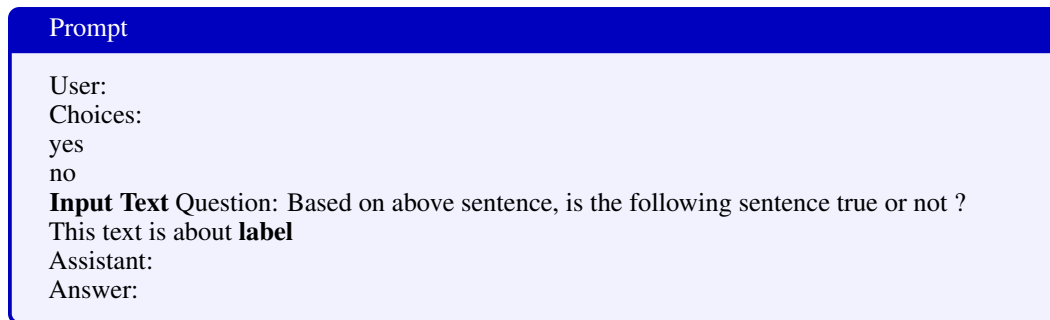 Prompt
User:
Choices:
yes
no
Input Text Question: Based on above sentence, is the following sentence true or not ?
This text is about label
Assistant:
Answer: